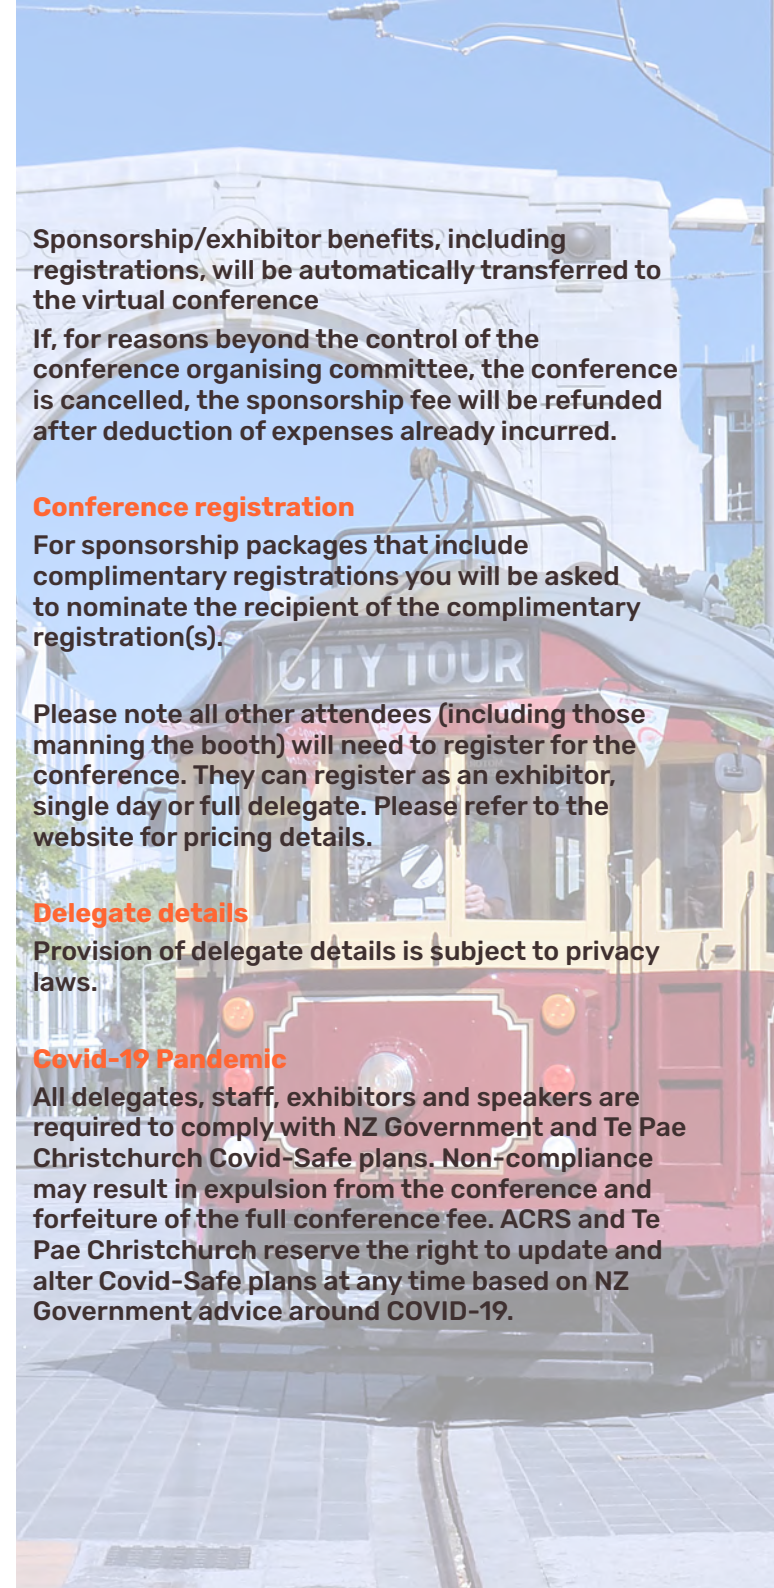 Sponsorship/exhibitor benefits, including
registrations, will be automatically transferred to
the virtual conference
If, for reasons beyond the control of the
conference organising committee, the conference
is cancelled, the sponsorship fee will be refunded
after deduction of expenses already incurred.
Conference registration
For sponsorship packages that include
complimentary registrations you will be asked
to nominate the recipient of the complimentary
registration(s).
CITY TOUR
Please note all other attendees (including those
manning the booth) will need to register for the
conference. They can register as an exhibitor,
single day or full delegate. Please refer to the
website for pricing details.
Delegate details
Provision of delegate details is subject to privacy
laws.
Covid-19 Pandemic
All delegates, staff, exhibitors and speakers are
required to comply with NZ Government and Te Pae
Christchurch Covid-Safe plans. Non-compliance
244
may result in expulsion from the conference and
forfeiture of the full conference fee. ACRS and Te
Pae Christchurch reserve the right to update and
alter Covid-Safe plans at any time based on NZ
Government advice around COVID-19.